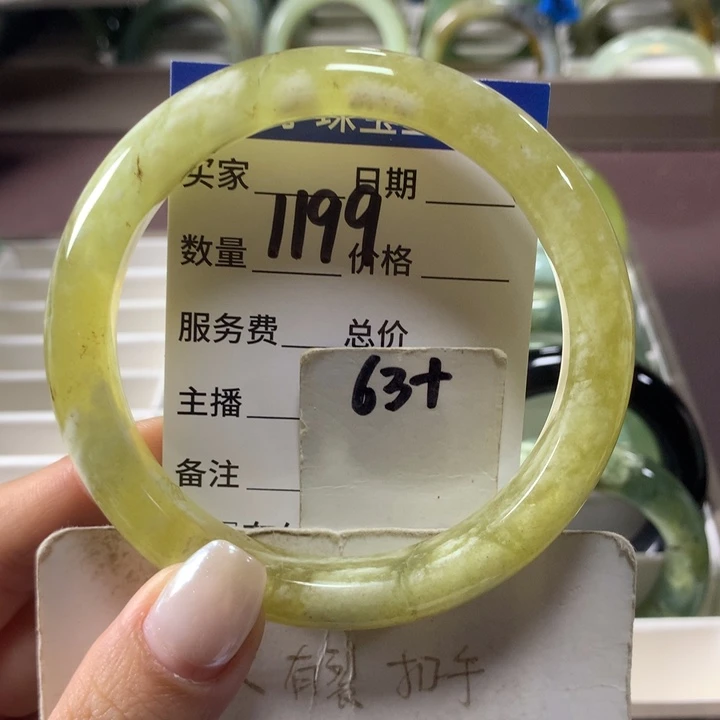 珠宝
买家 日期
1199
数量 价格
服务费 总价
63+
主播
备注
有裂 扣手